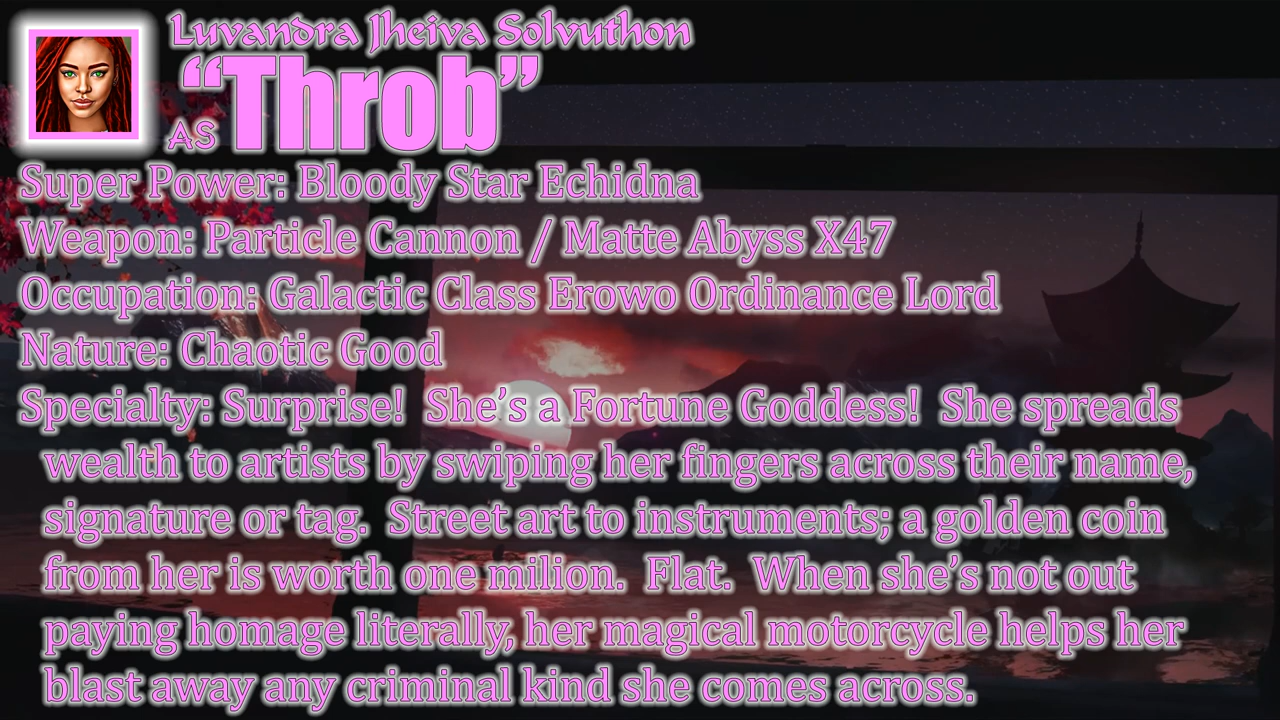 Luvandra Jheiva Solvuthon
AS “Throb”
Super Power: Bloody Star Echidna
Weapon: Particle Cannon / Matte Abyss X47
Occupation: Galactic Class Erowo Ordinance Lord
Nature: Chaotic Good
Specialty: Surprise!  She’s a Fortune Goddess!  She spreads
wealth to artists by swiping her fingers across their name,
signature or tag.  Street art to instruments; a golden coin
from her is worth one milion.  Flat.  When she’s not out
paying homage literally, her magical motorcycle helps her
blast away any criminal kind she comes across.